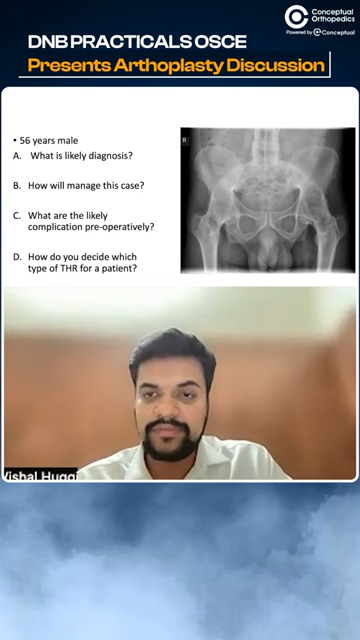 Conceptual
Orthopedics
Powered by Conceptual
DNB PRACTICALS OSCE
Presents Arthoplasty Discussion
• 56 years male
A. What is likely diagnosis?
B. How will manage this case?
C. What are the likely
complication pre-operatively?
D. How do you decide which
type of THR for a patient?
R
Vishal Huggi